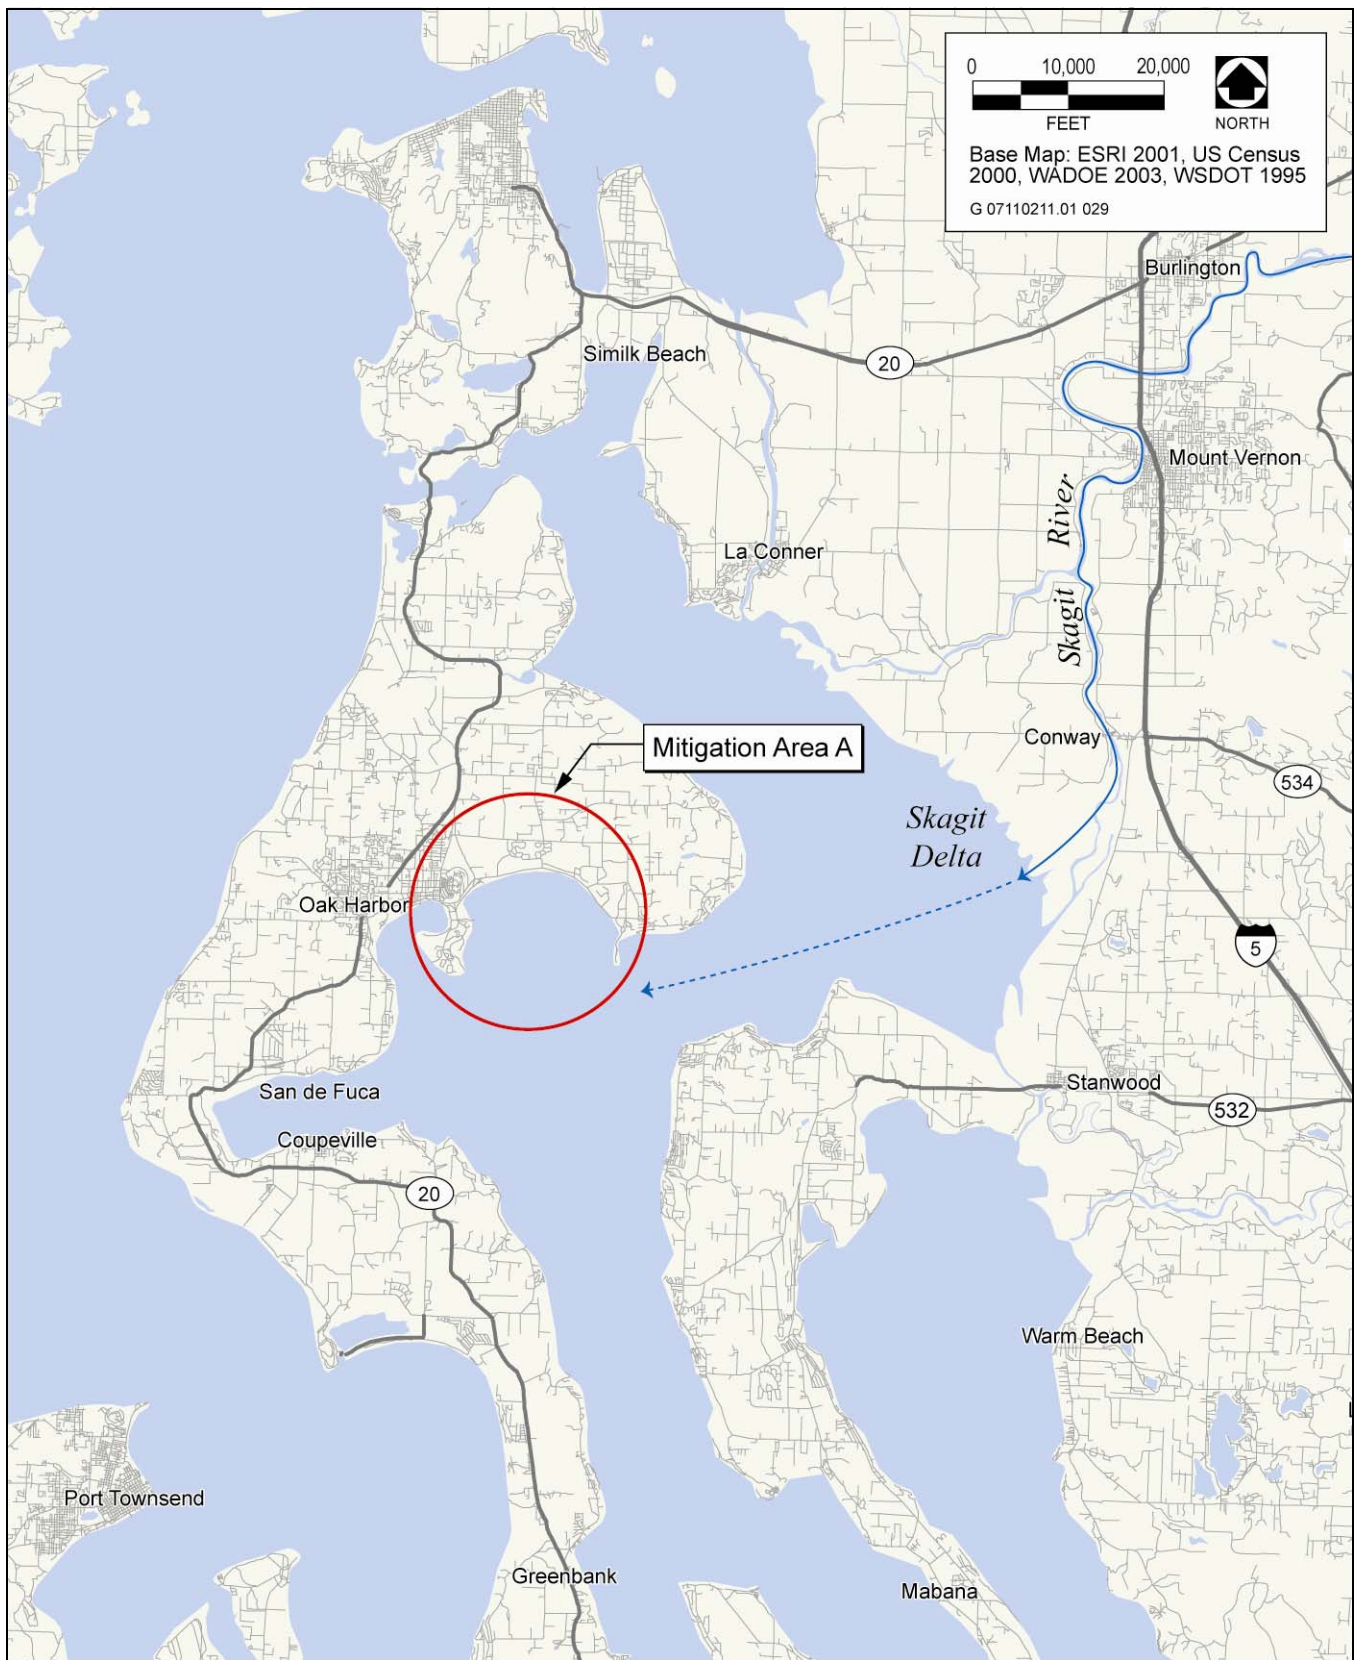 0 10,000 20,000
FEET
NORTH
Base Map: ESRI 2001, US Census
2000, WADOE 2003, WSDOT 1995
G 07110211.01 029
Burlington
Similk Beach
20
Mount Vernon
River
Skagit
La Conner
Conway
Mitigation Area A
534
Skagit
Delta
Oak Harbor
5
Stanwood
San de Fuca
532
Coupeville
20
Warm Beach
Port Townsend
Greenbank
Mabana